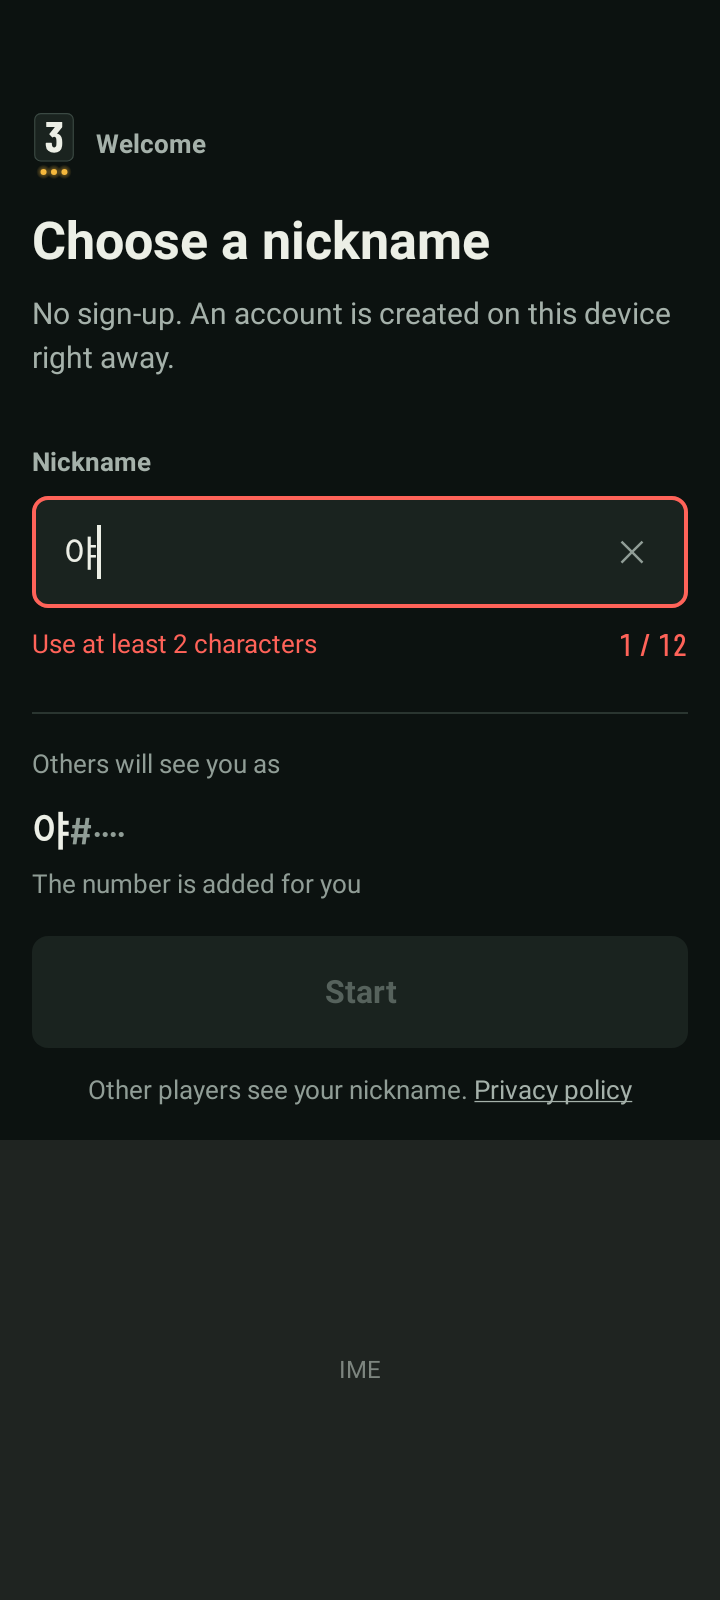 3
Welcome
Choose a nickname
No sign-up. An account is created on this device
right away.
Nickname
야
Use at least 2 characters
1 / 12
Others will see you as
야#····
The number is added for you
Start
Other players see your nickname. Privacy policy
IME